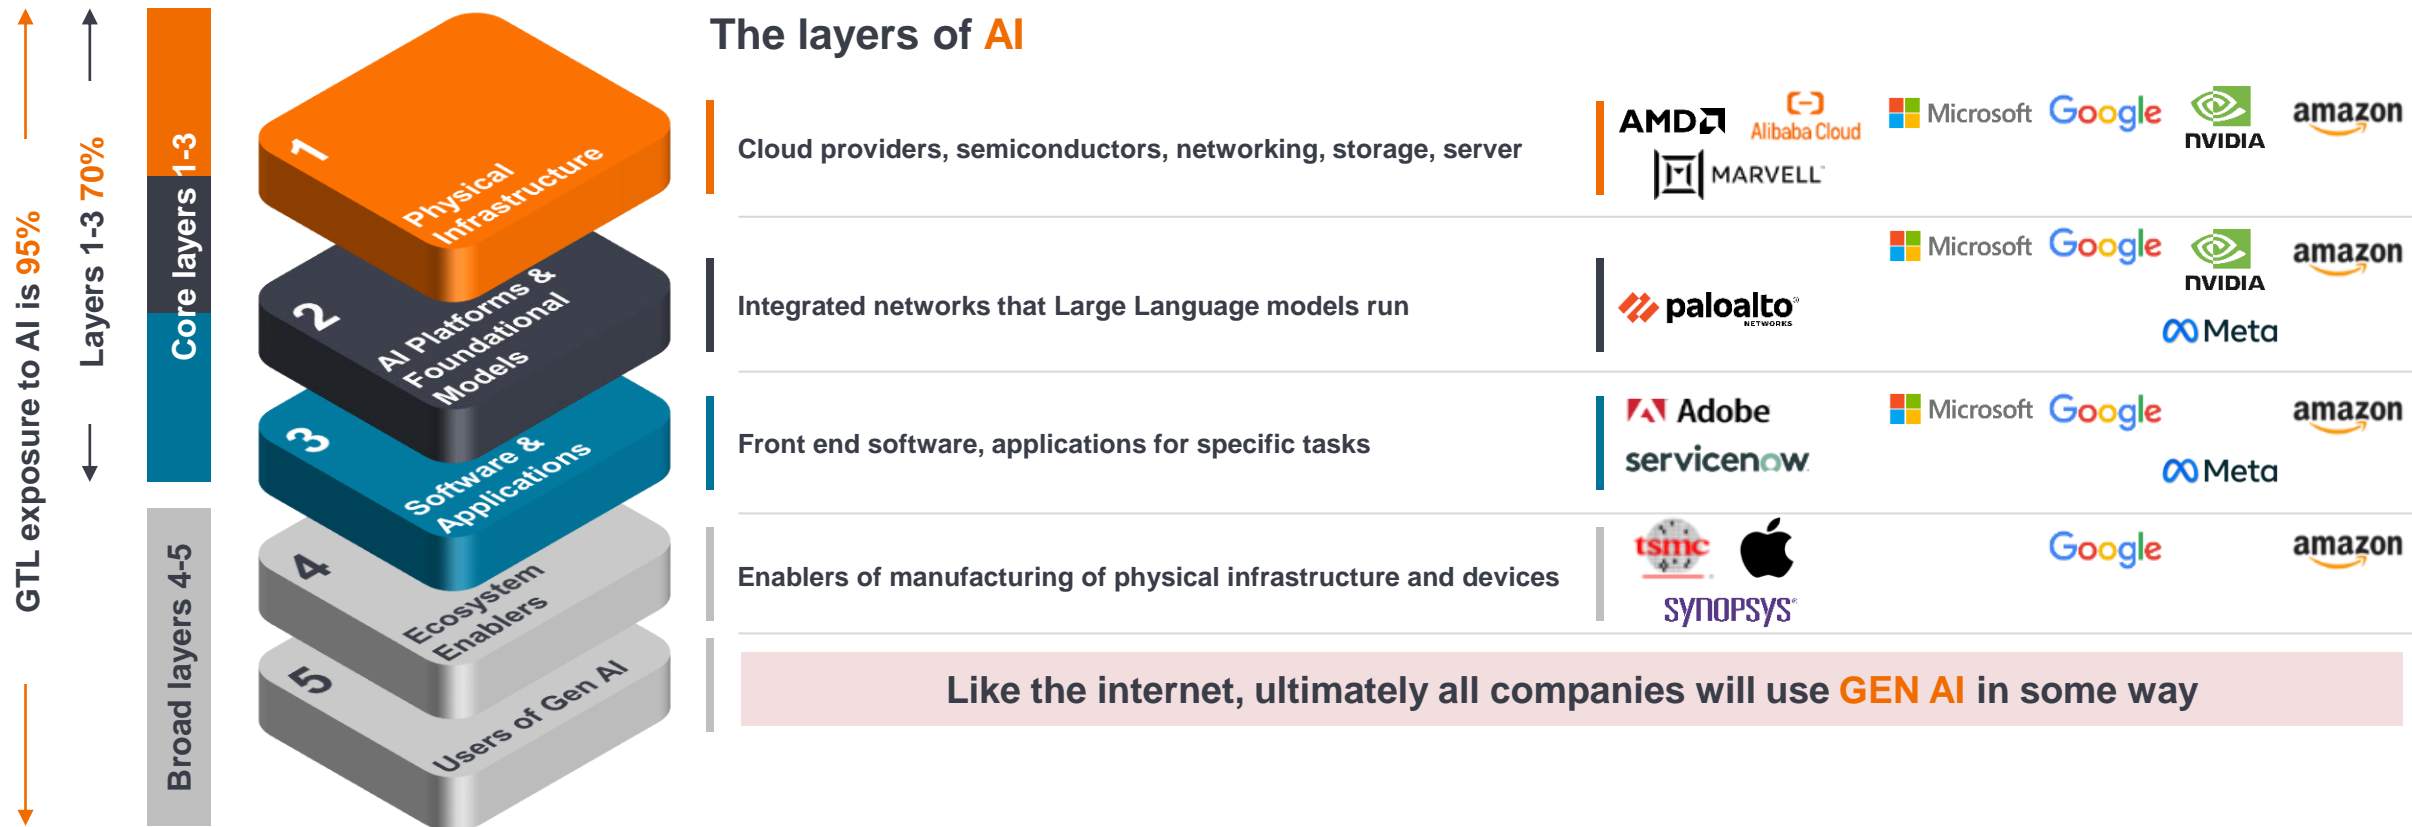 The layers of AI
GTL exposure to AI is 95%
Layers 1-3 70%
Core layers 1-3
Broad layers 4-5
1
Physical
Infrastructure
Cloud providers, semiconductors, networking, storage, server
AMD
Alibaba Cloud
Microsoft
Google
NVIDIA
amazon
MARVELL™
2
AI Platforms &
Foundational
Models
Integrated networks that Large Language models run
paloalto®
NETWORKS
Microsoft
Google
NVIDIA
amazon
Meta
3
Software &
Applications
Front end software, applications for specific tasks
Adobe
servicenow
Microsoft
Google
amazon
Meta
4
Ecosystem
Enablers
Enablers of manufacturing of physical infrastructure and devices
tsmc
SYNOPSYS®
Google
amazon
5
Users of Gen AI
Like the internet, ultimately all companies will use GEN AI in some way